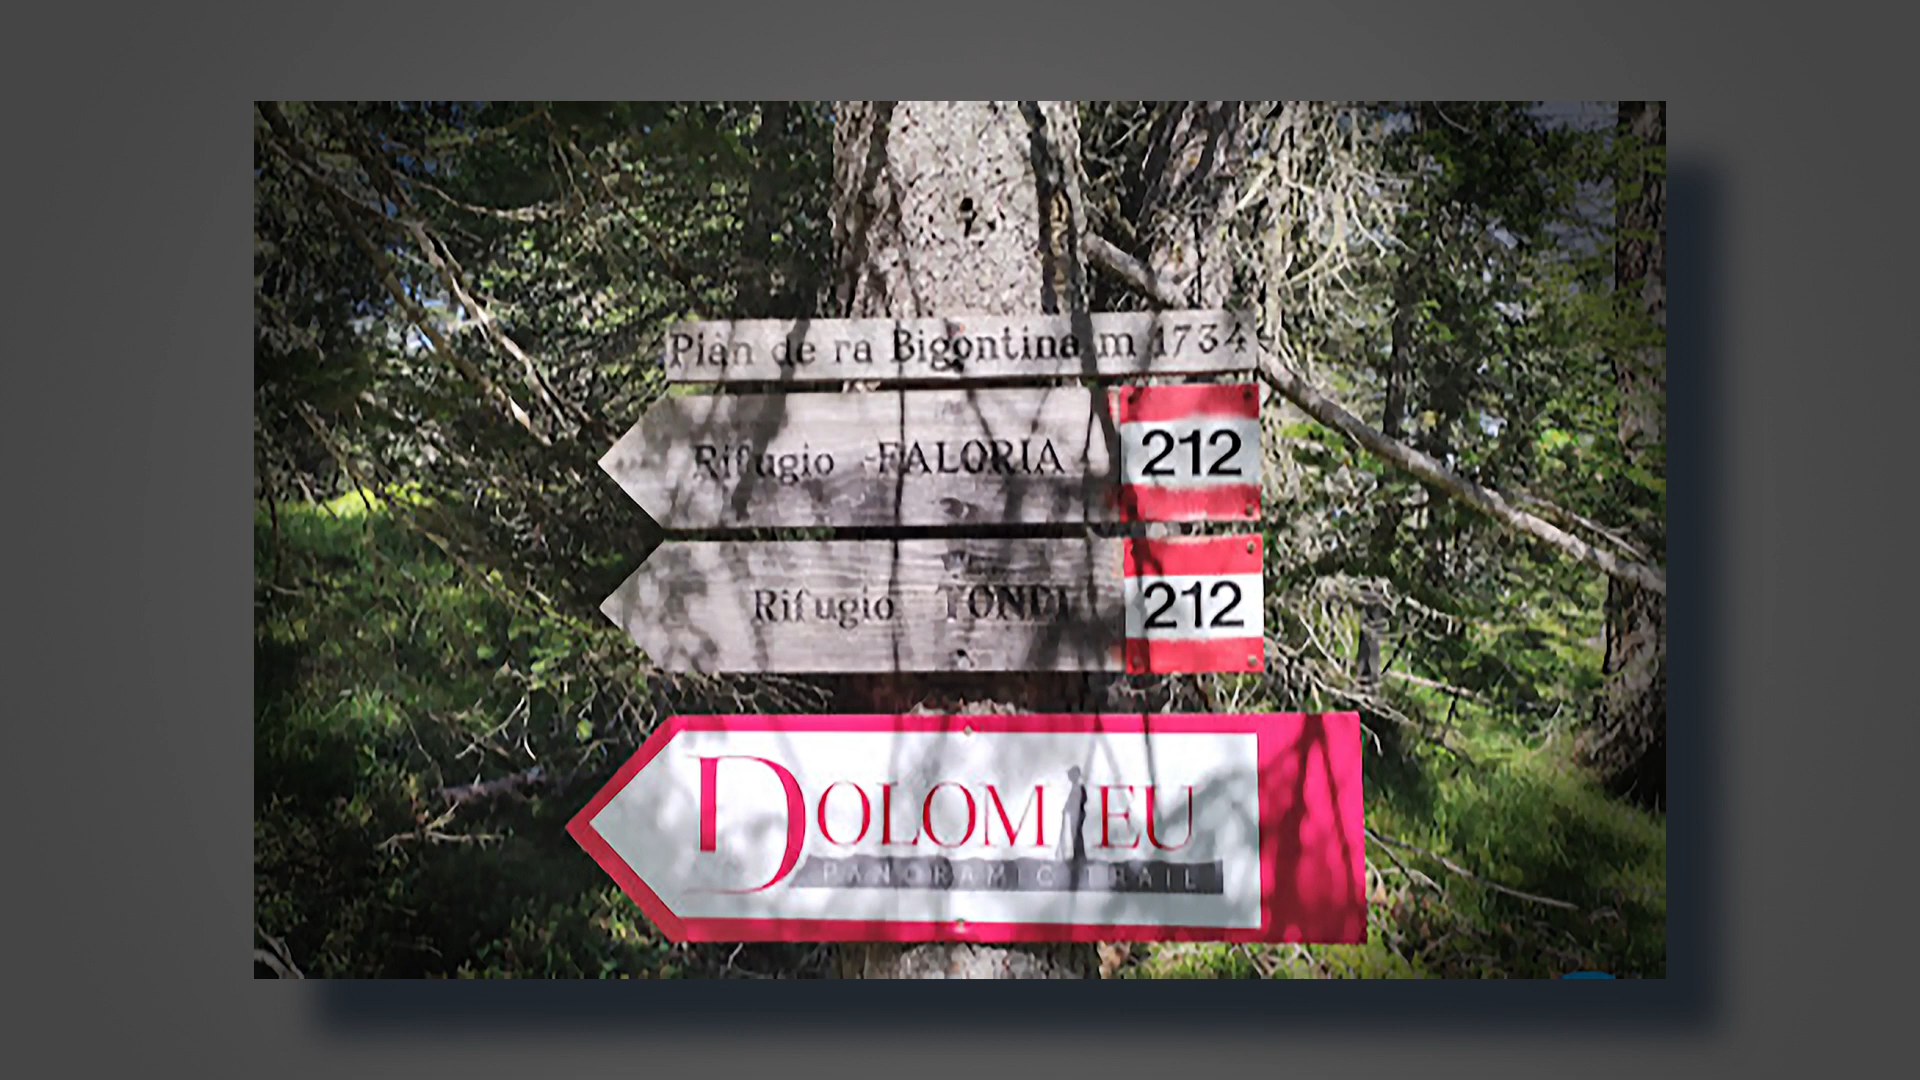 Pian de ra Bigontina m 1734
Rifugio FALORIA 212
Rifugio TONDI 212
DOLOMIEU
PANORAMIC TRAIL